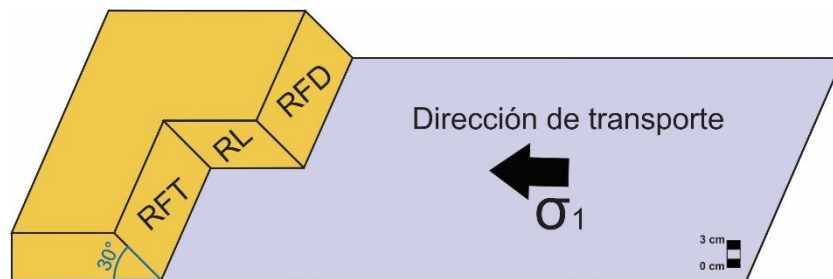 RFD
RL
RFT
30°
Dirección de transporte
σ1
3 cm
0 cm